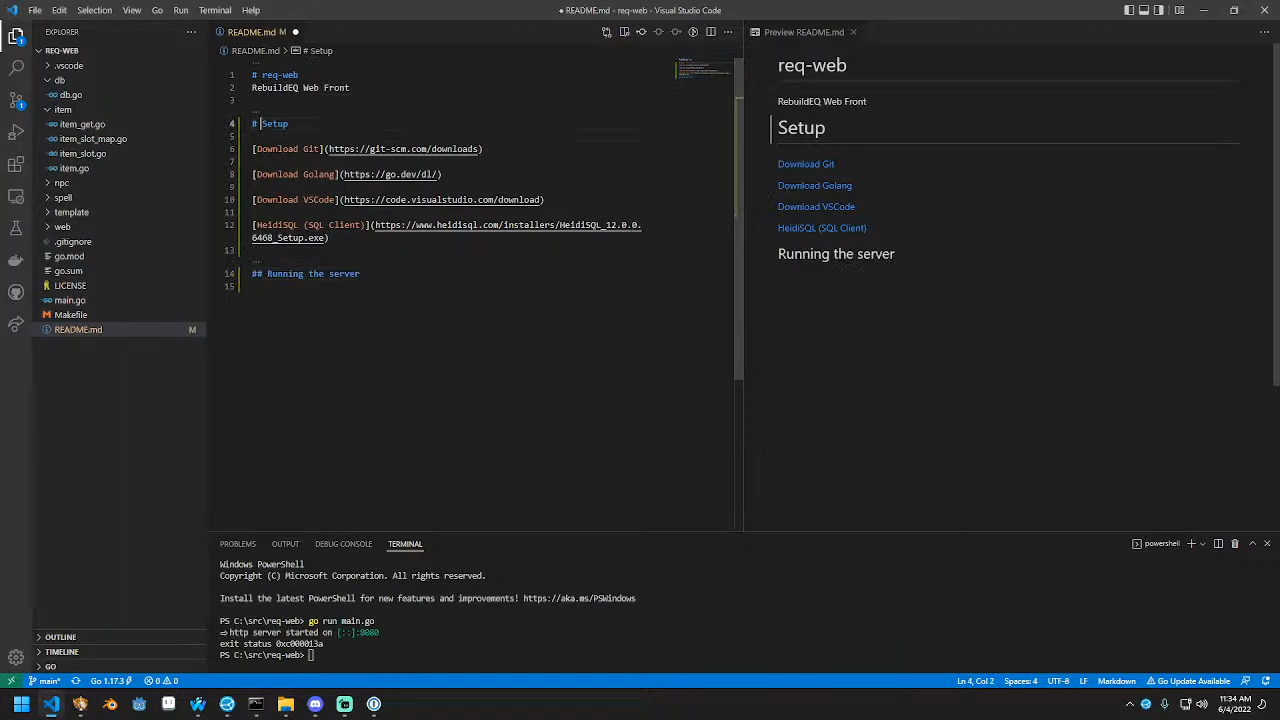 File Edit Selection View Go Run Terminal Help
● README.md - req-web - Visual Studio Code
EXPLORER
REQ-WEB
.vscode
db
db.go
item
item_get.go
item_slot_map.go
item_slot.go
item.go
npc
spell
template
web
.gitignore
go.mod
go.sum
LICENSE
main.go
Makefile
README.md M
OUTLINE
TIMELINE
GO
README.md M
README.md > # Setup
1 # req-web
2 RebuildEQ Web Front
3
4 # Setup
5
6 [Download Git](https://git-scm.com/downloads)
7
8 [Download Golang](https://go.dev/dl/)
9
10 [Download VSCode](https://code.visualstudio.com/download)
11
12 [HeidiSQL (SQL Client)](https://www.heidisql.com/installers/HeidiSQL_12.0.0.
6468_Setup.exe)
13
14 ## Running the server
15
Preview README.md
req-web
RebuildEQ Web Front
Setup
Download Git
Download Golang
Download VSCode
HeidiSQL (SQL Client)
Running the server
PROBLEMS OUTPUT DEBUG CONSOLE TERMINAL
powershell
Windows PowerShell
Copyright (C) Microsoft Corporation. All rights reserved.
Install the latest PowerShell for new features and improvements! https://aka.ms/PSWindows
PS C:\src\req-web> go run main.go
⇨ http server started on [::]:8080
exit status 0xc000013a
PS C:\src\req-web>
main* Go 1.17.3 0 0 Ln 4, Col 2 Spaces: 4 UTF-8 LF Markdown Go Update Available
11:34 AM
6/4/2022